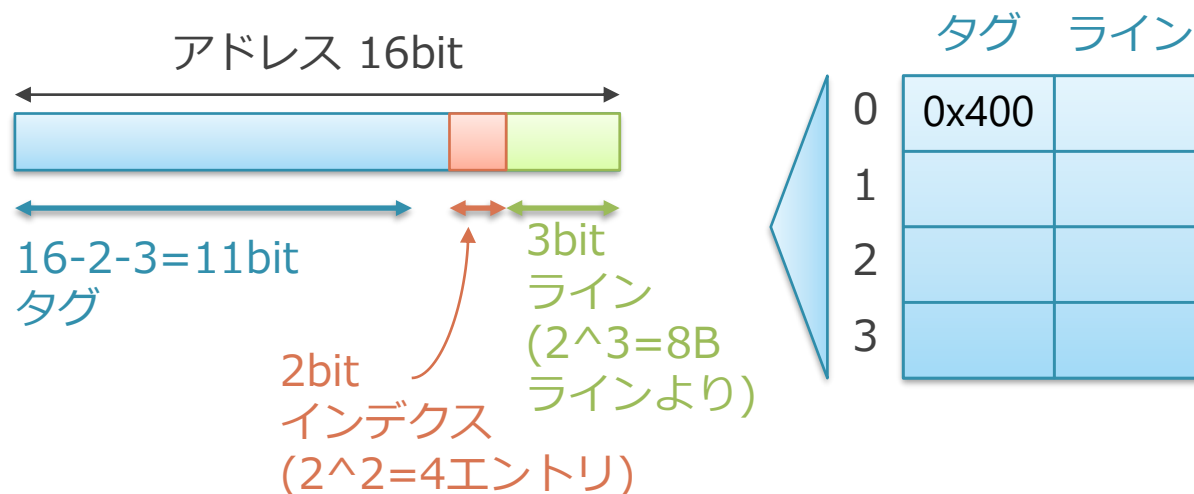 アドレス 16bit
16-2-3=11bit
タグ
2bit
インデクス
(2^2=4エントリ)
3bit
ライン
(2^3=8B
ラインより)
タグ ライン
0 0x400
1
2
3